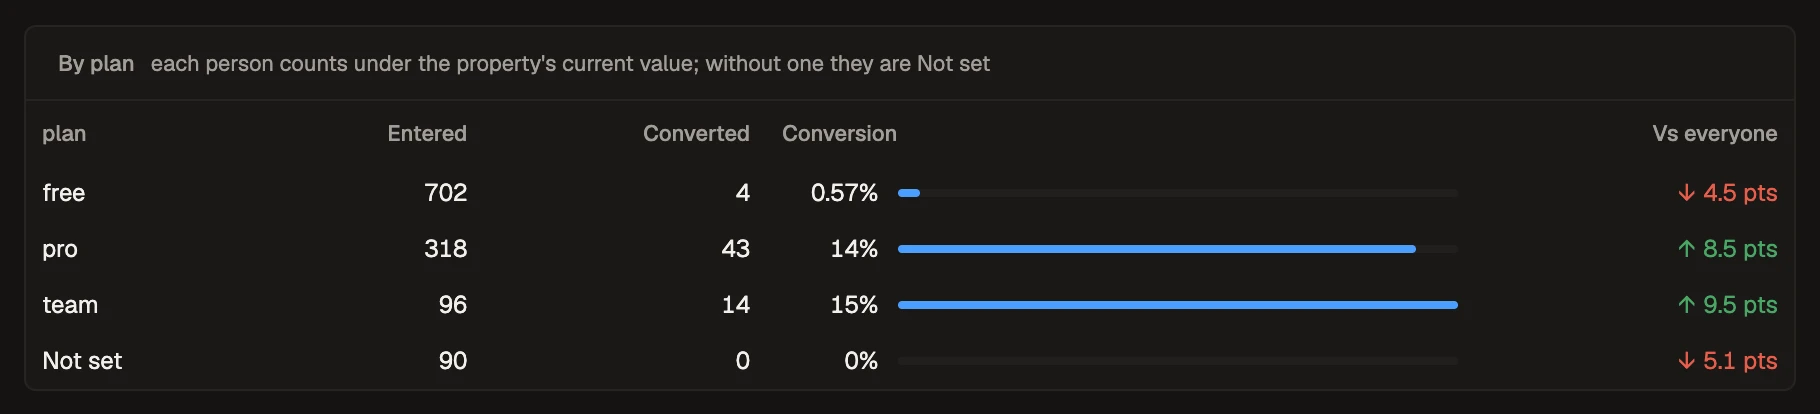 By plan each person counts under the property's current value; without one they are Not set
plan Entered Converted Conversion Vs everyone
free 702 4 0.57% ↓ 4.5 pts
pro 318 43 14% ↑ 8.5 pts
team 96 14 15% ↑ 9.5 pts
Not set 90 0 0% ↓ 5.1 pts